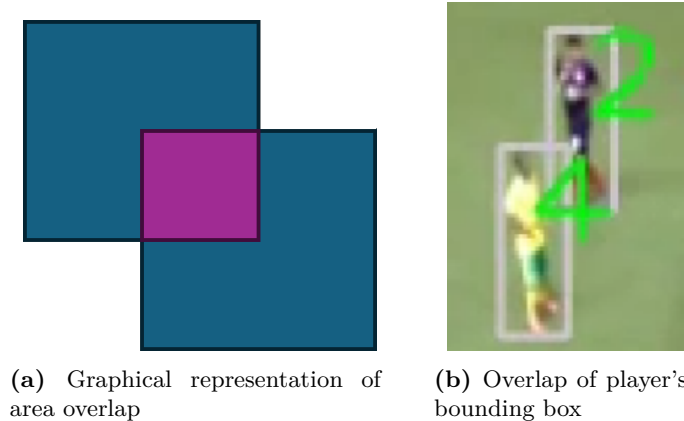 2
4
(a) Graphical representation of
area overlap
(b) Overlap of player's
bounding box